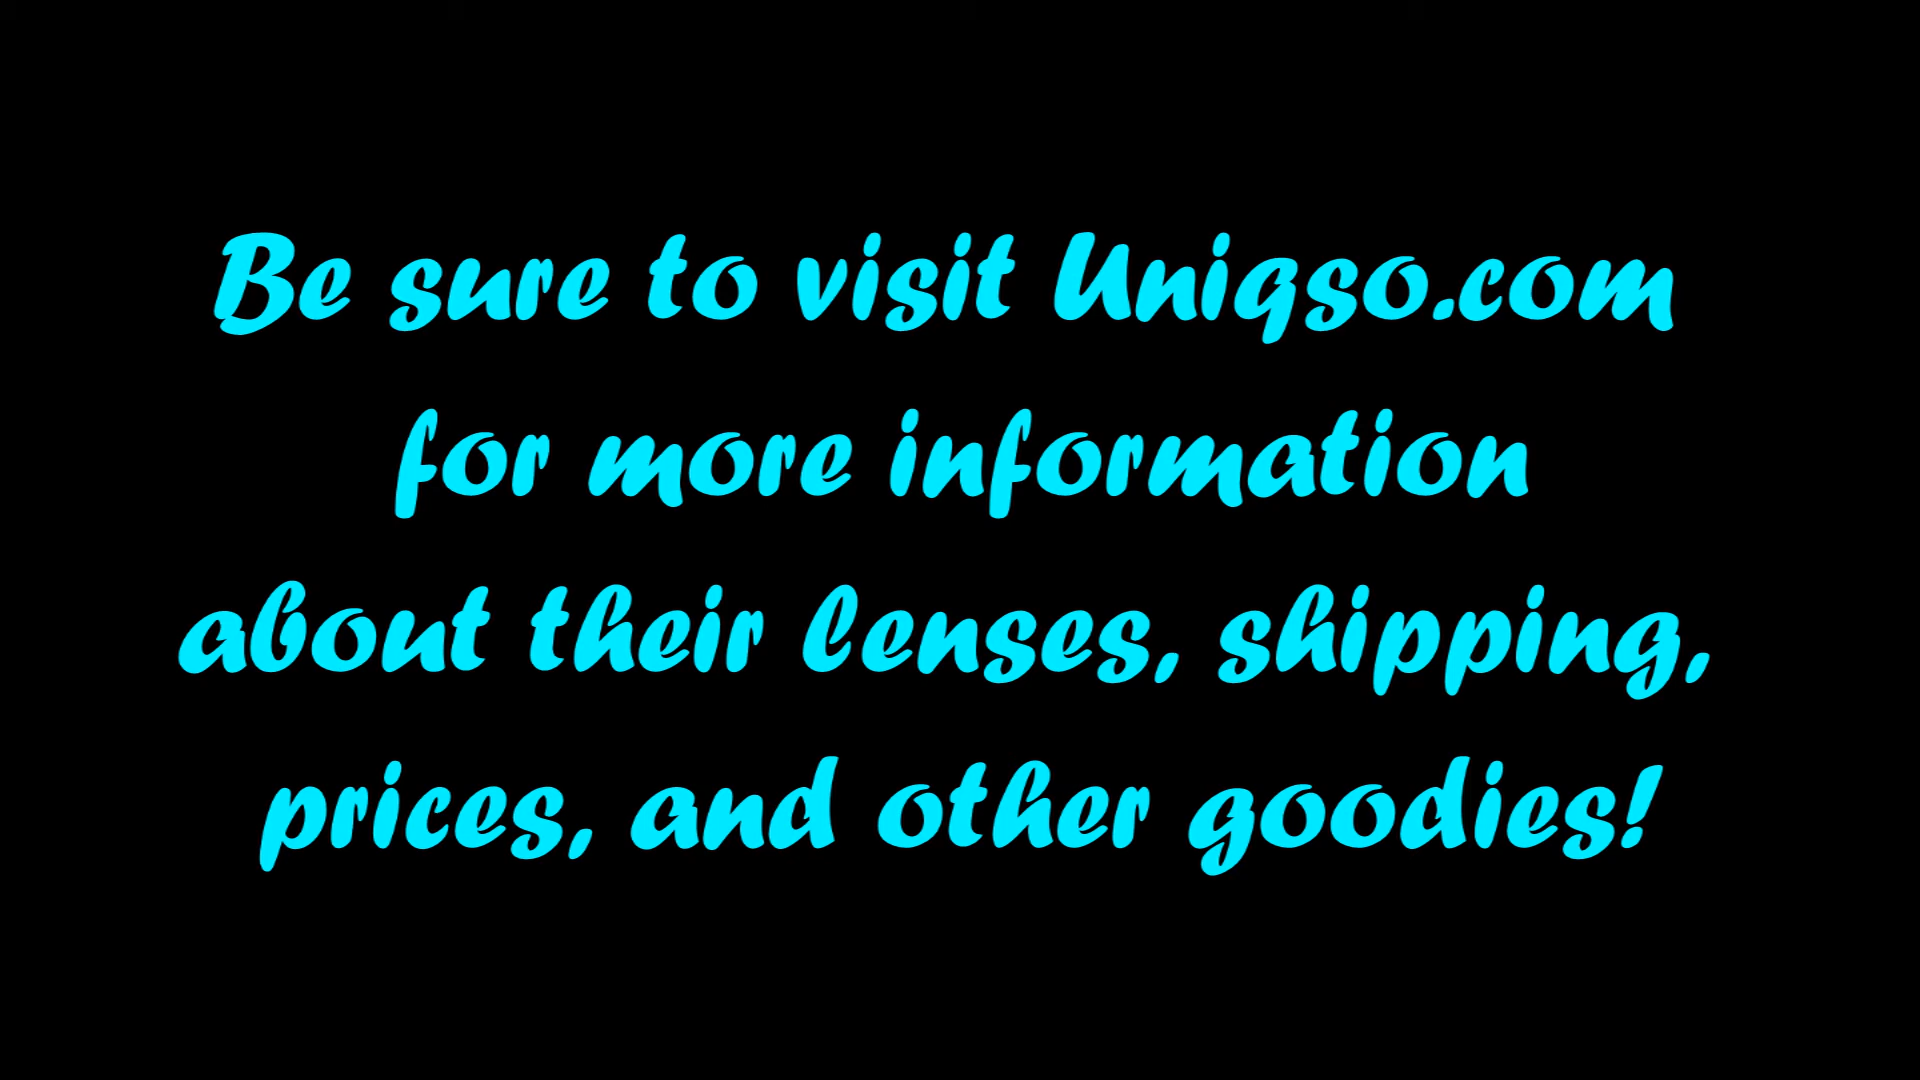 Be sure to visit Uniqso.com
for more information
about their lenses, shipping,
prices, and other goodies!